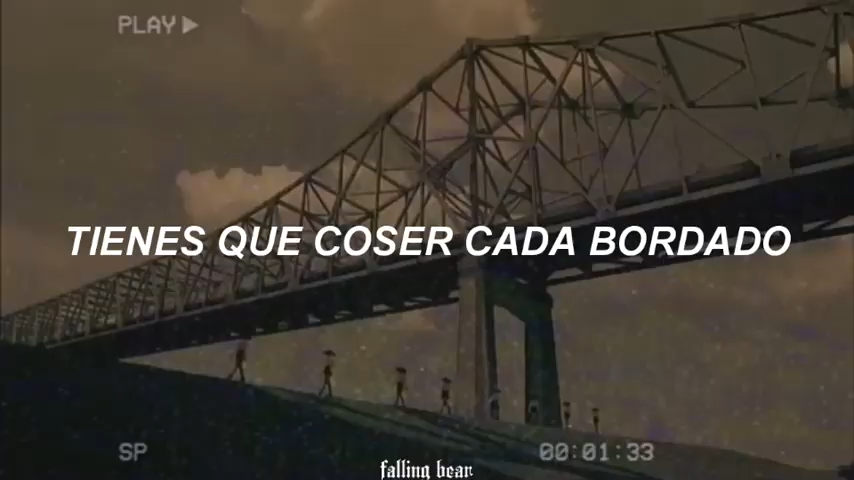 PLAY
TIENES QUE COSER CADA BORDADO
SP
00:01:33
falling bear